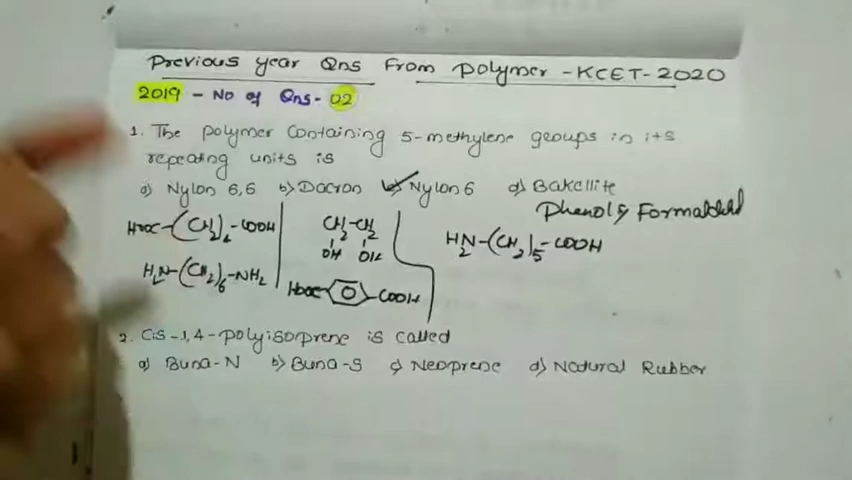 Previous year Qns From Polymer - KCET-2020
2019 - No of Qns - 02
1. The polymer Containing 5-methylene groups in its
repeating units is
a) Nylon 6,6 b) Dacron c) Nylon 6 d) Bakellite
Phenol &
HOOC-(CH2)4-COOH
H2N-(CH2)6-NH2
CH2-CH2
OH OH
HOOC- -COOH
H2N-(CH2)5-COOH
2. Cis-1,4-polyisorprene is called
a) Buna-N b) Buna-S c) Neoprene d) Natural Rubber